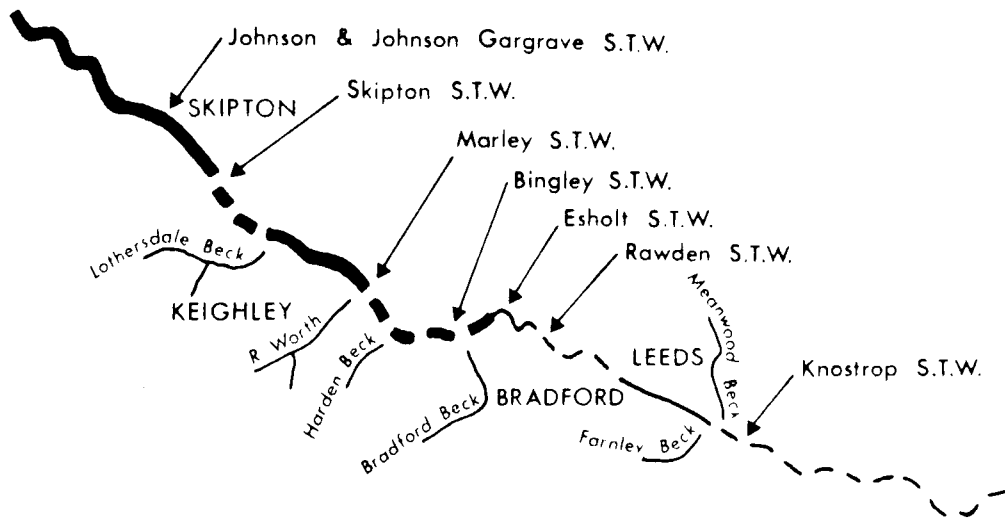 Johnson & Johnson Gargrave S.T.W.
SKIPTON
Skipton S.T.W.
Marley S.T.W.
Bingley S.T.W.
Esholt S.T.W.
Rawden S.T.W.
Lothersdale Beck
KEIGHLEY
R Worth
Harden Beck
Bradford Beck
BRADFORD
LEEDS
Meanwood Beck
Knostrop S.T.W.
Farnley Beck